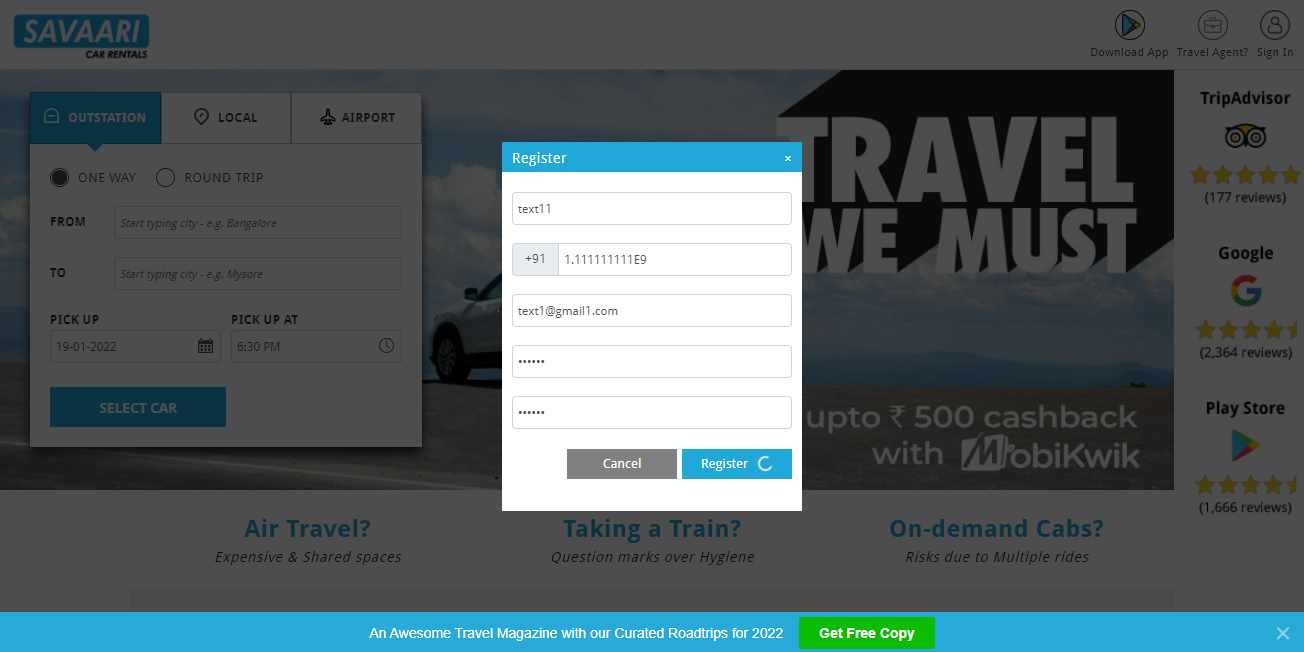 SAVAARI
CAR RENTALS
Download App
Travel Agent?
Sign In
OUTSTATION
LOCAL
AIRPORT
ONE WAY
ROUND TRIP
FROM
Start typing city - e.g. Bangalore
TO
Start typing city - e.g. Mysore
PICK UP
PICK UP AT
19-01-2022
6:30 PM
SELECT CAR
Register
×
text11
+91
1.111111111E9
text1@gmail1.com
••••••
••••••
Cancel
Register
TRAVEL
WE MUST
upto ₹ 500 cashback
with MobiKwik
TripAdvisor
(177 reviews)
Google
(2,364 reviews)
Play Store
(1,666 reviews)
Air Travel?
Expensive & Shared spaces
Taking a Train?
Question marks over Hygiene
On-demand Cabs?
Risks due to Multiple rides
An Awesome Travel Magazine with our Curated Roadtrips for 2022
Get Free Copy